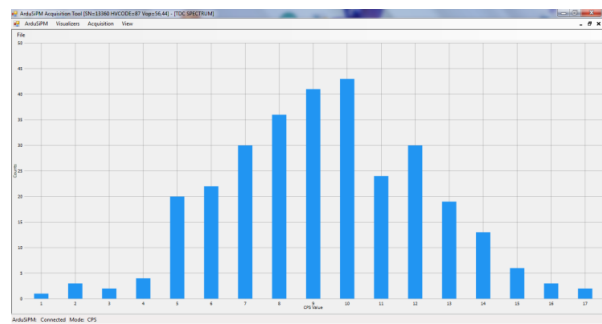 ArduSiPM Acquisition Tool [SN=13360 HVCODE=87 Vop=56.44] - [TDC SPECTRUM]
ArduSiPM Visualizers Acquisition View
File
50
45
40
35
30
25
20
15
10
5
0
Counts
1 2 3 4 5 6 7 8 9 10 11 12 13 14 15 16 17
CPS Value
ArduSiPM: Connected Mode: CPS